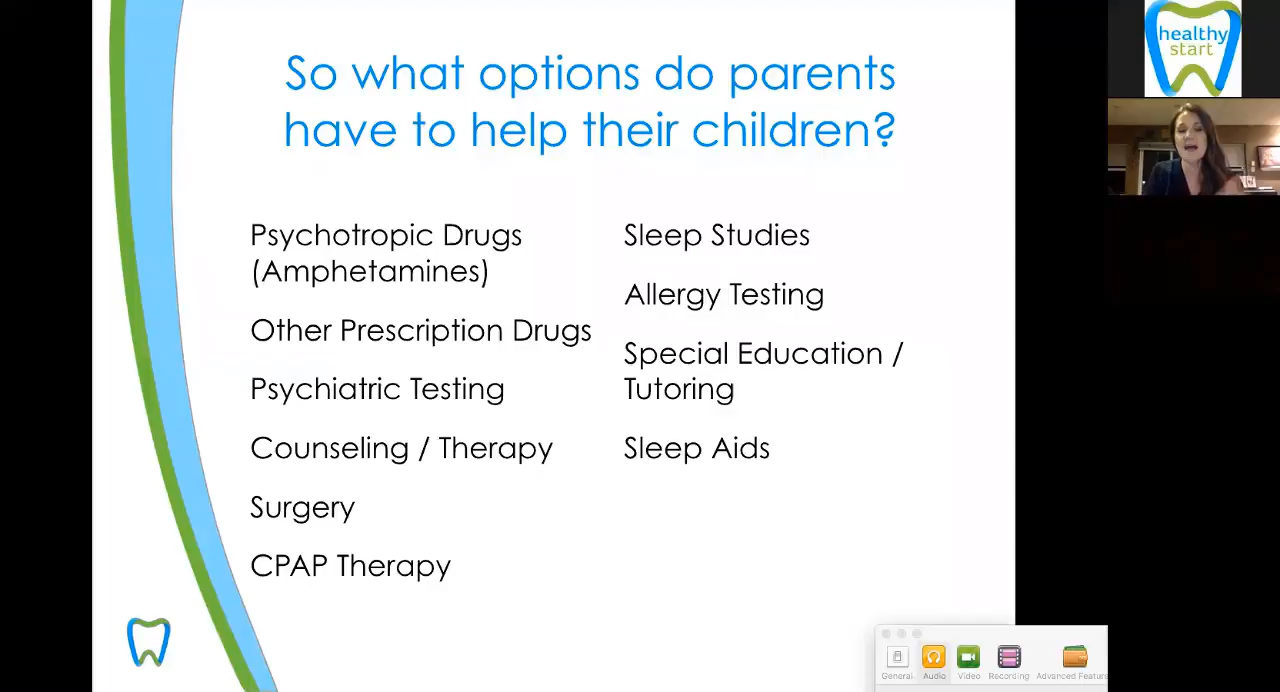 So what options do parents
have to help their children?
Psychotropic Drugs
(Amphetamines)
Other Prescription Drugs
Psychiatric Testing
Counseling / Therapy
Surgery
CPAP Therapy
Sleep Studies
Allergy Testing
Special Education /
Tutoring
Sleep Aids
healthy
start
General Audio Video Recording Advanced Feature